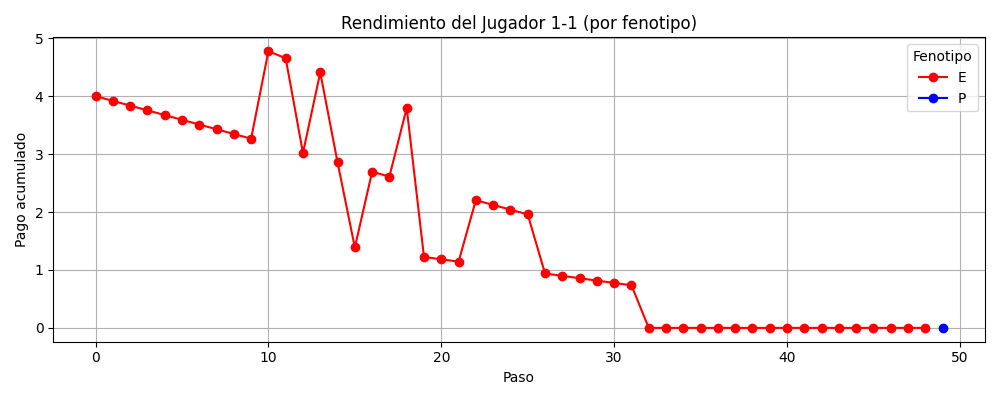 Rendimiento del Jugador 1-1 (por fenotipo)
Pago acumulado
5
4
3
2
1
0
Fenotipo
E
P
0 10 20 30 40 50
Paso